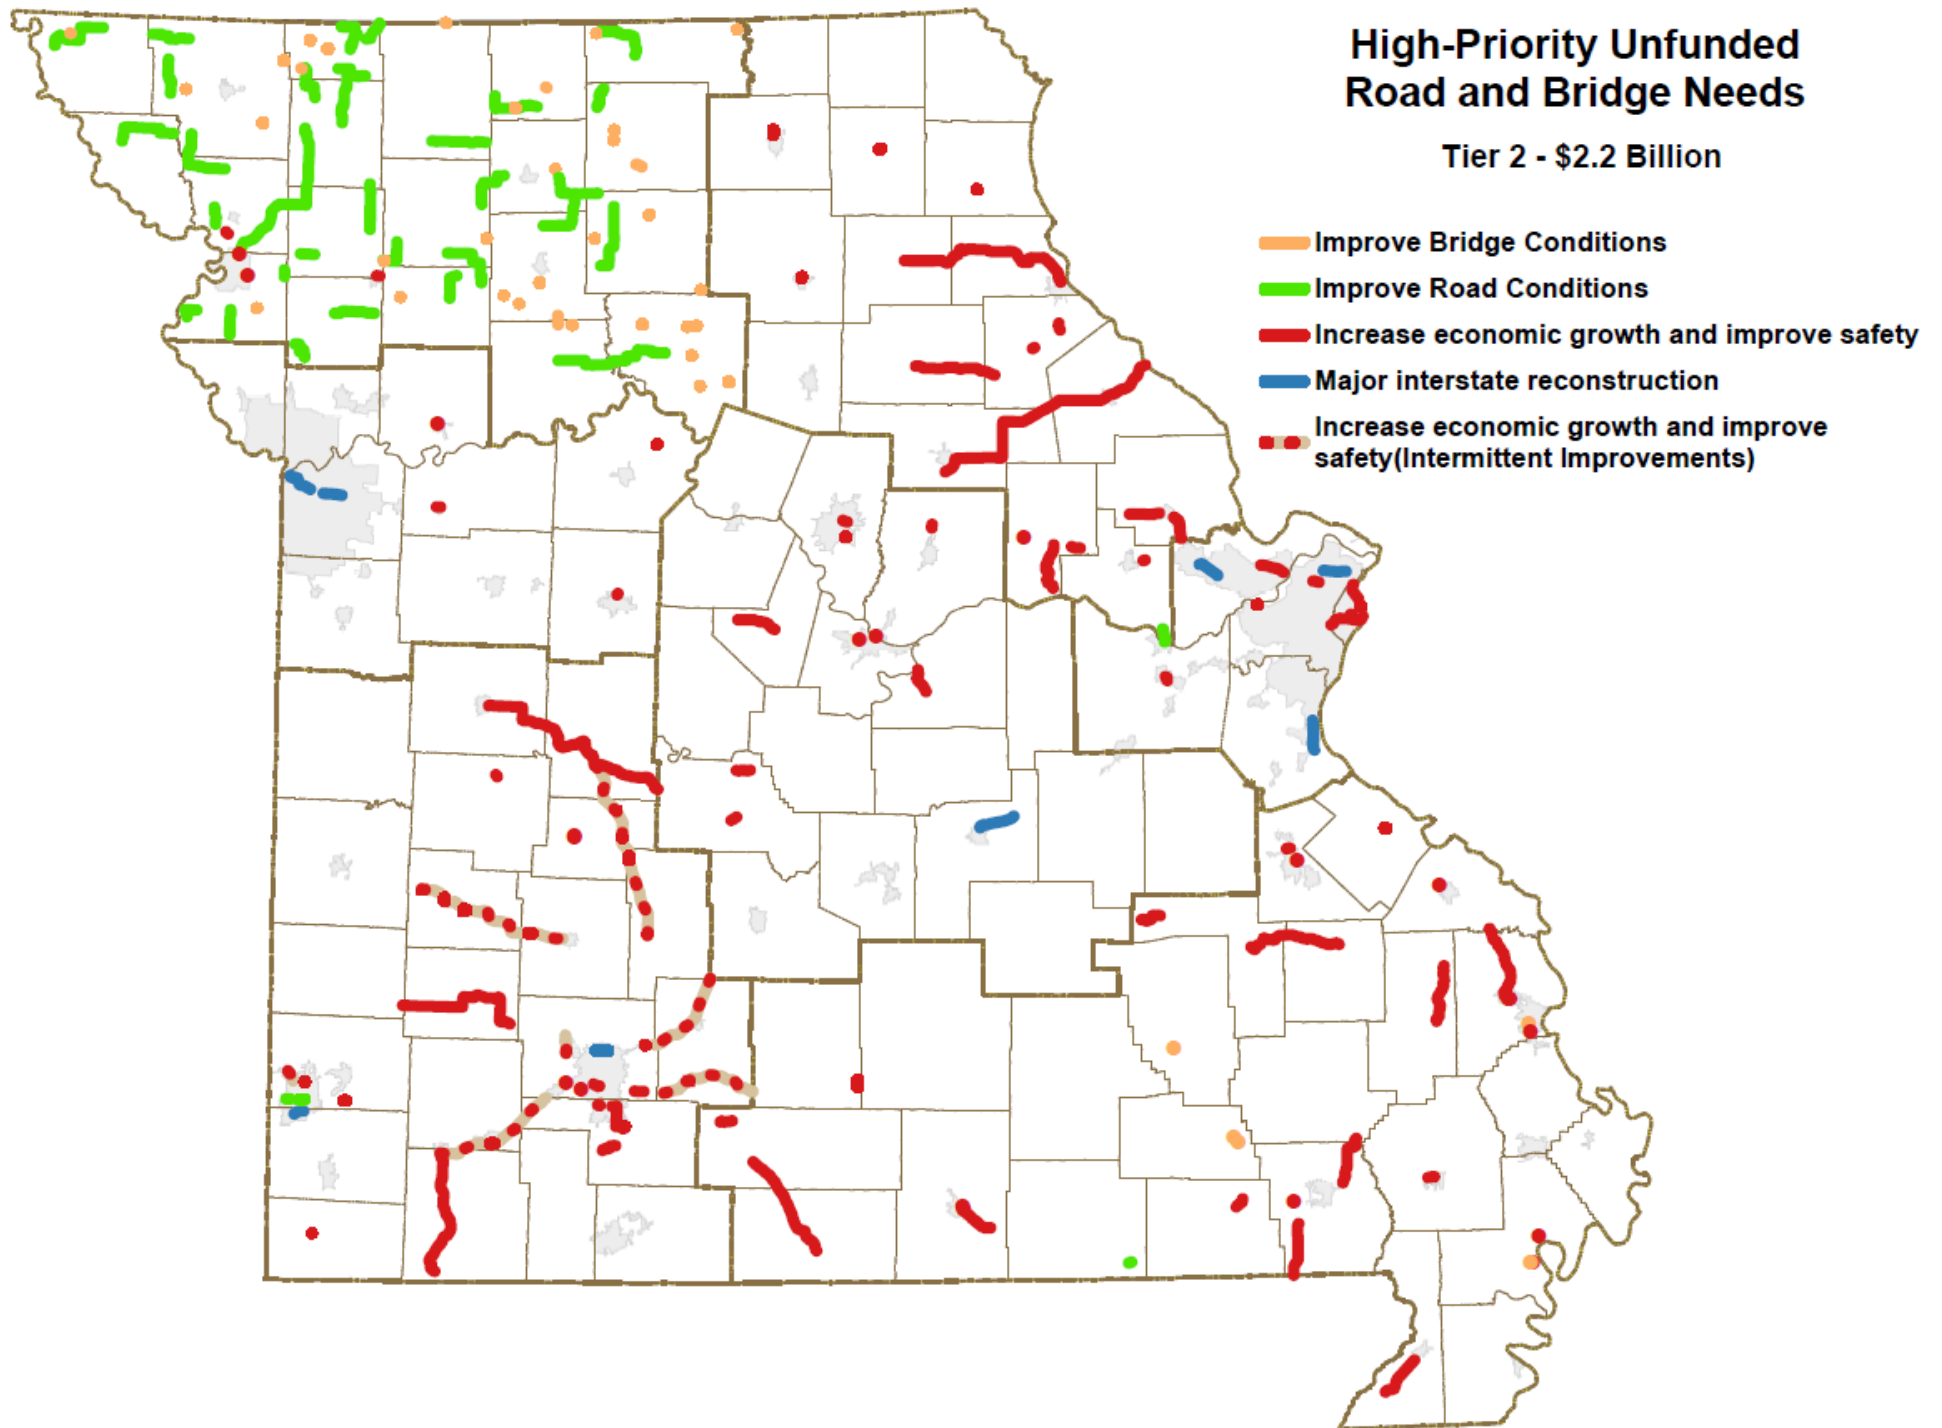 High-Priority Unfunded
Road and Bridge Needs
Tier 2 - $2.2 Billion
Improve Bridge Conditions
Improve Road Conditions
Increase economic growth and improve safety
Major interstate reconstruction
Increase economic growth and improve
safety(Intermittent Improvements)